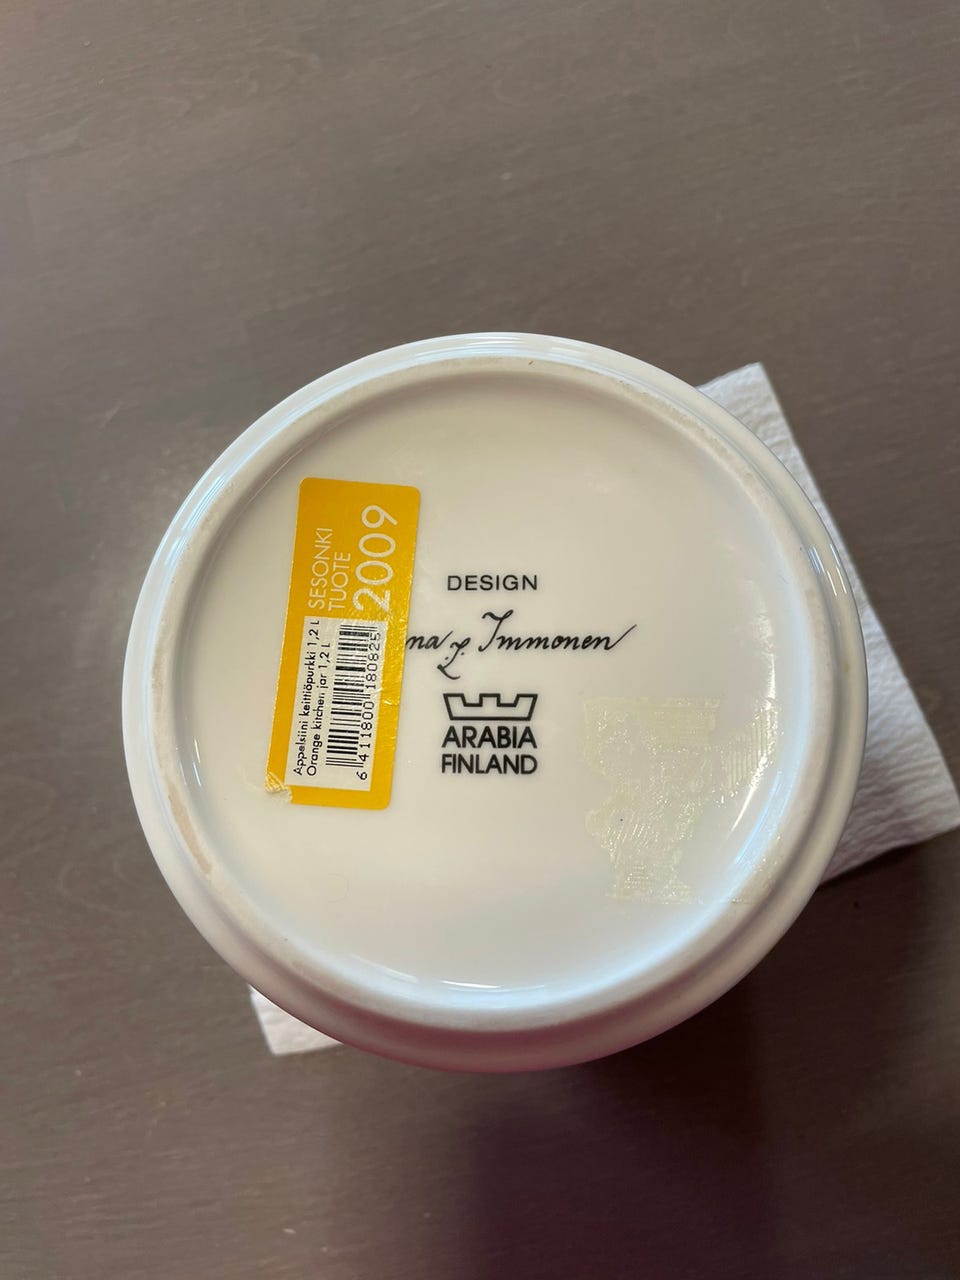 SESONKI
TUOTE
2009
Appelsiini keittiöpurkki 1,2 L
Orange kitchen jar 1,2 L
6 411800 180825
DESIGN
Immonen
ARABIA
FINLAND